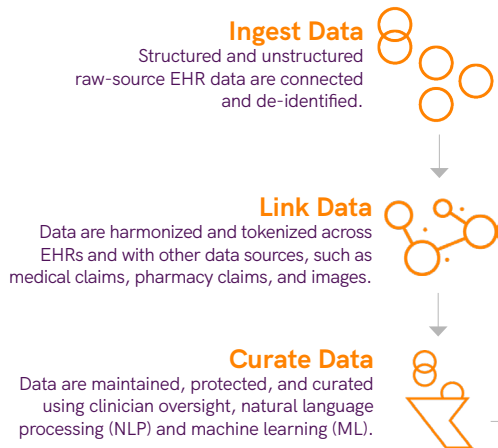 Ingest Data
Structured and unstructured
raw-source EHR data are connected
and de-identified.
Link Data
Data are harmonized and tokenized across
EHRs and with other data sources, such as
medical claims, pharmacy claims, and images.
Curate Data
Data are maintained, protected, and curated
using clinician oversight, natural language
processing (NLP) and machine learning (ML).